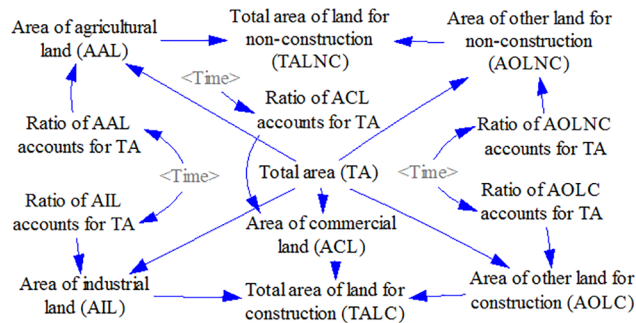 Area of agricultural
land (AAL)
Total area of land for
non-construction
(TALNC)
Area of other land for
non-construction
(AOLNC)
<Time>
Ratio of ACL
accounts for TA
Ratio of AAL
accounts for TA
Ratio of AOLNC
accounts for TA
<Time>
Total area (TA)
<Time>
Ratio of AIL
accounts for TA
Ratio of AOLC
accounts for TA
Area of commercial
land (ACL)
Area of industrial
land (AIL)
Total area of land for
construction (TALC)
Area of other land for
construction (AOLC)